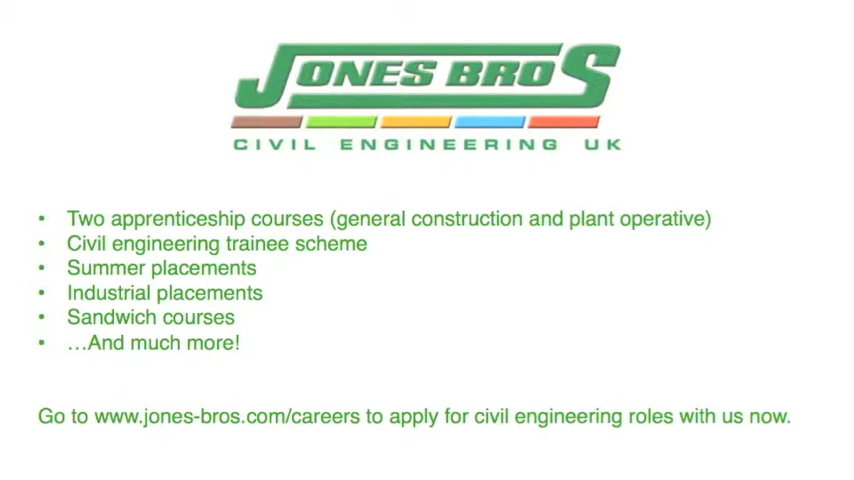 JONES BROS
CIVIL ENGINEERING UK
• Two apprenticeship courses (general construction and plant operative)
• Civil engineering trainee scheme
• Summer placements
• Industrial placements
• Sandwich courses
• …And much more!
Go to www.jones-bros.com/careers to apply for civil engineering roles with us now.